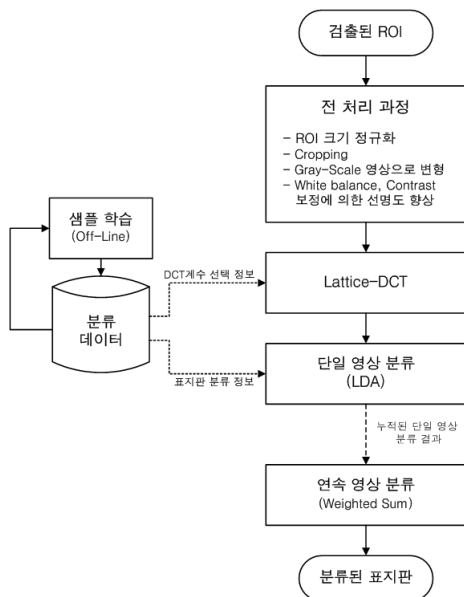 검출된 ROI
전 처리 과정
- ROI 크기 정규화
- Cropping
- Gray-Scale 영상으로 변형
- White balance, Contrast
보정에 의한 선명도 향상
샘플 학습
(Off-Line)
DCT계수 선택 정보
Lattice-DCT
분류
데이터
표지판 분류 정보
단일 영상 분류
(LDA)
누적된 단일 영상
분류 결과
연속 영상 분류
(Weighted Sum)
분류된 표지판